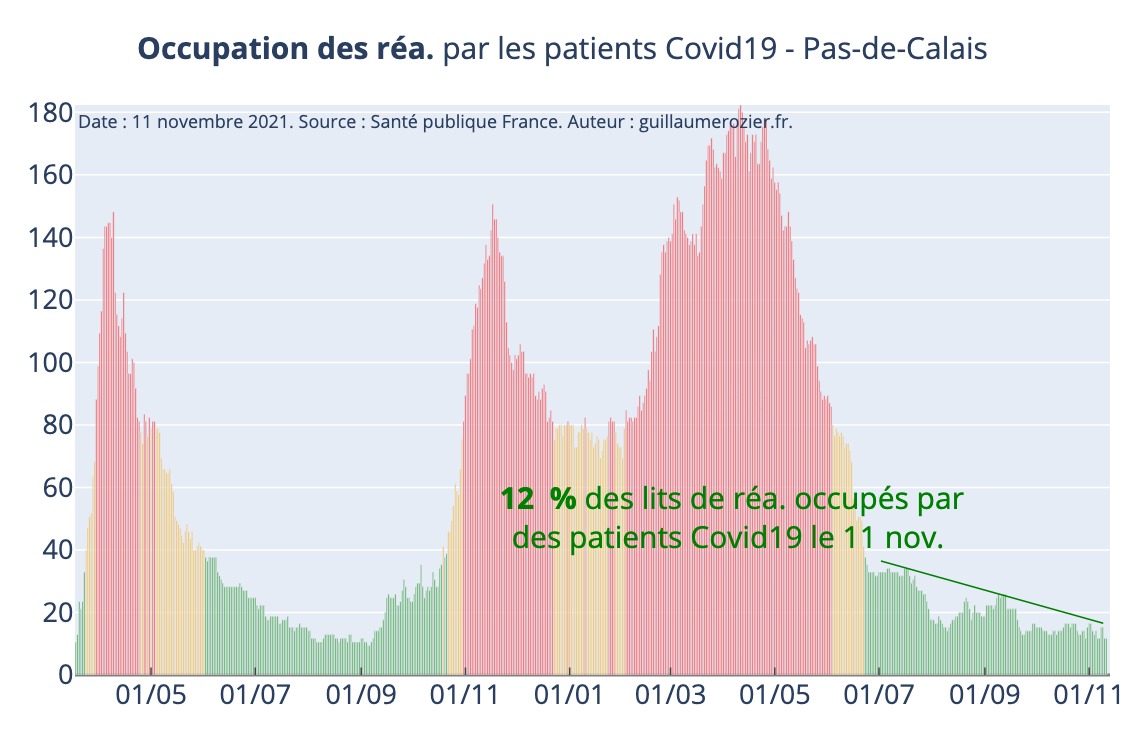 Occupation des réa. par les patients Covid19 - Pas-de-Calais
180
Date : 11 novembre 2021. Source : Santé publique France. Auteur : guillaumerozier.fr.
160
140
120
100
80
60
12 % des lits de réa. occupés par
des patients Covid19 le 11 nov.
40
20
0
01/05 01/07 01/09 01/11 01/01 01/03 01/05 01/07 01/09 01/11